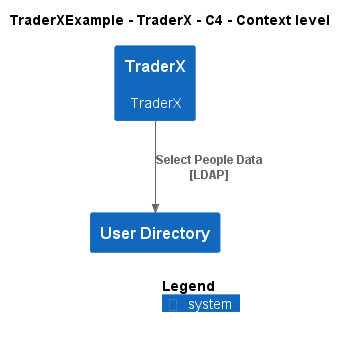 TraderXExample - TraderX - C4 - Context level
TraderX
TraderX
Select People Data
[LDAP]
User Directory
Legend
system